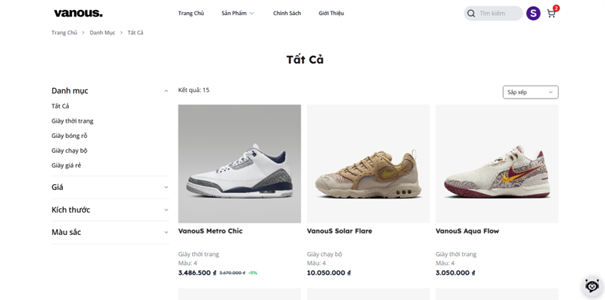 vanous.
Trang Chủ Sản Phẩm Chính Sách Giới Thiệu
Tìm kiếm
S
2
Trang Chủ > Danh Mục > Tất Cả
Tất Cả
Danh mục
Tất Cả
Giày thời trang
Giày bóng rổ
Giày chạy bộ
Giày giá rẻ
Giá
Kích thước
Màu sắc
Kết quả: 15
Sắp xếp
VanouS Metro Chic
Giày thời trang
Màu: 4
3.486.500 ₫ 3.670.000 ₫ -5%
VanouS Solar Flare
Giày chạy bộ
Màu: 4
10.050.000 ₫
VanouS Aqua Flow
Giày thời trang
Màu: 4
3.050.000 ₫